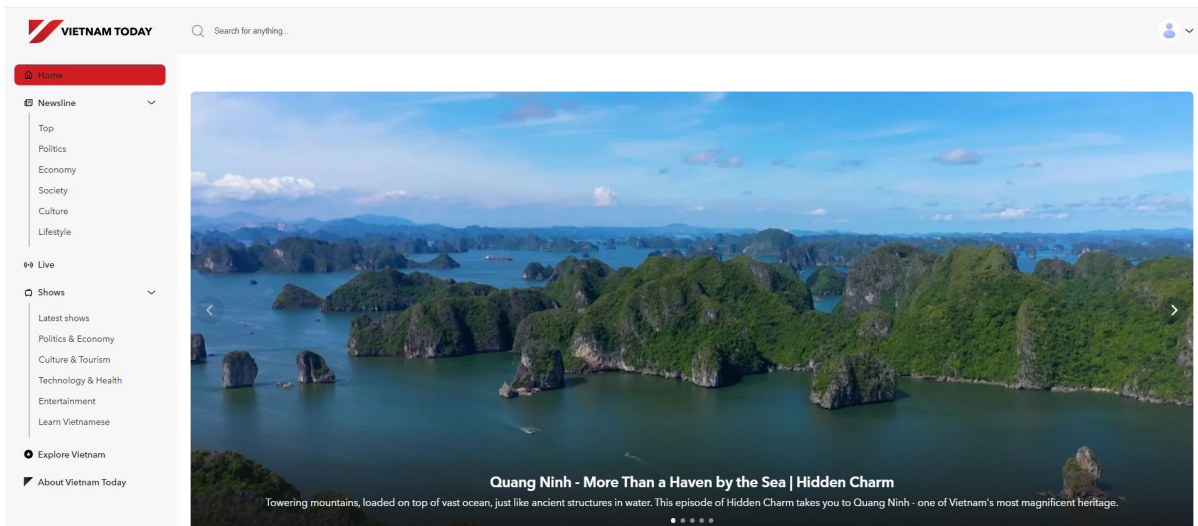 VIETNAM TODAY
Search for anything...
Home
Newsline
Top
Politics
Economy
Society
Culture
Lifestyle
Live
Shows
Latest shows
Politics & Economy
Culture & Tourism
Technology & Health
Entertainment
Learn Vietnamese
Explore Vietnam
About Vietnam Today
Quang Ninh - More Than a Haven by the Sea | Hidden Charm
Towering mountains, loaded on top of vast ocean, just like ancient structures in water. This episode of Hidden Charm takes you to Quang Ninh - one of Vietnam's most magnificent heritage.